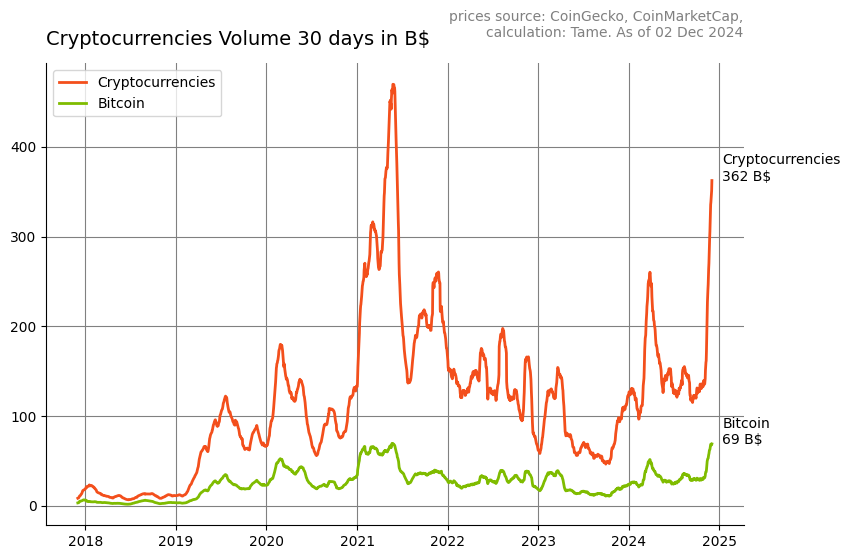 prices source: CoinGecko, CoinMarketCap,
calculation: Tame. As of 02 Dec 2024
Cryptocurrencies Volume 30 days in B$
Cryptocurrencies
Bitcoin
400
300
200
100
0
Cryptocurrencies
362 B$
Bitcoin
69 B$
2018 2019 2020 2021 2022 2023 2024 2025